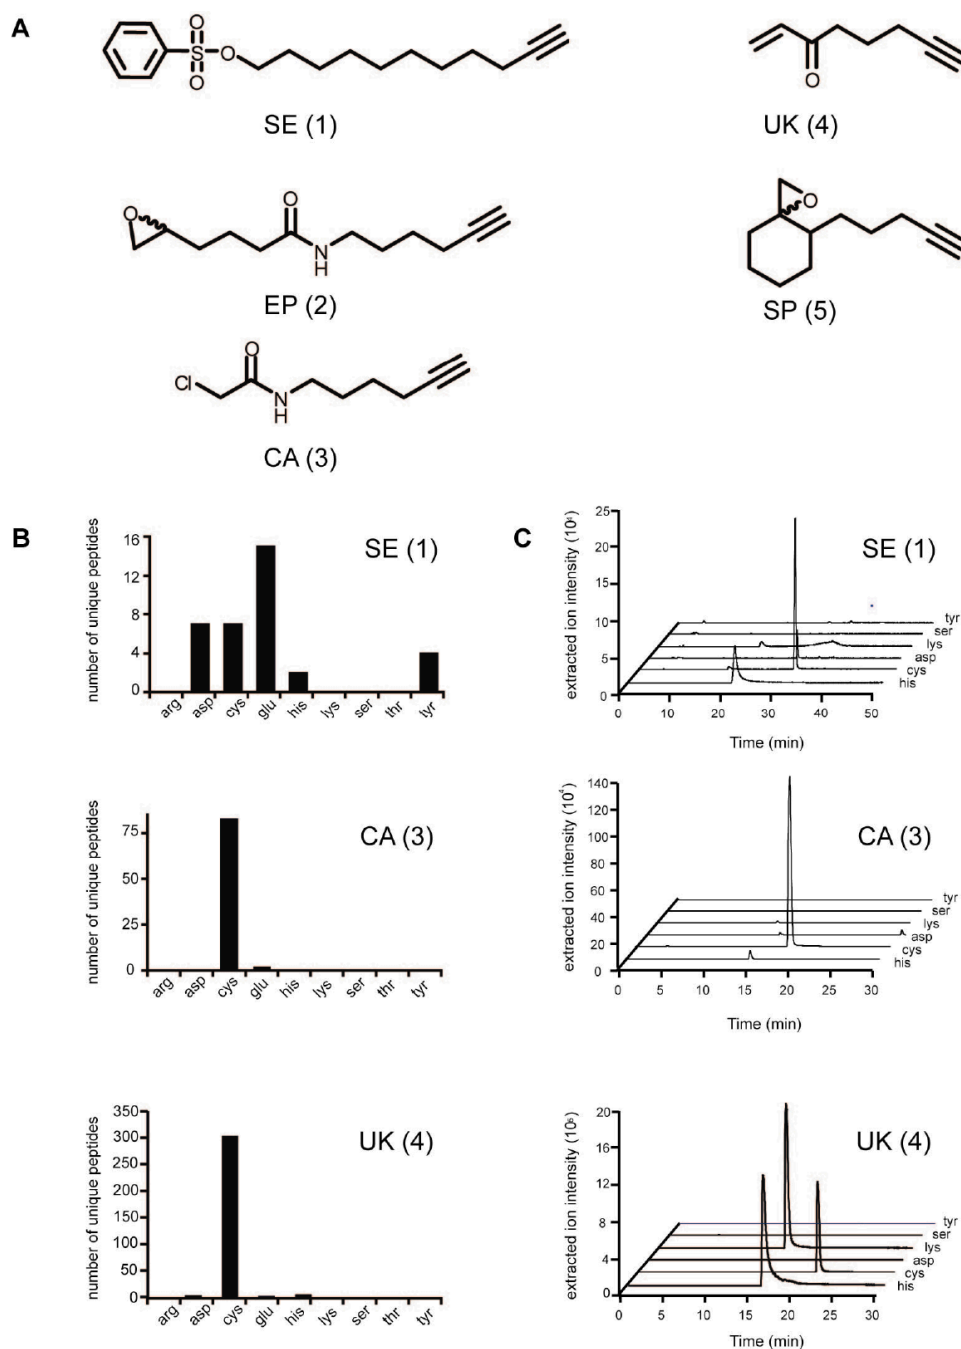 A
O
S
O
O
SE (1)
O
UK (4)
O
O
N
H
EP (2)
O
SP (5)
Cl
O
N
H
CA (3)
B
number of unique peptides
16
12
8
4
0
SE (1)
arg asp cys glu his lys ser thr tyr
C
extracted ion intensity (10⁴)
25
20
15
10
5
0
SE (1)
tyr
ser
lys
asp
cys
his
0 10 20 30 40 50
Time (min)
number of unique peptides
75
50
25
0
CA (3)
arg asp cys glu his lys ser thr tyr
extracted ion intensity (10⁴)
140
120
100
80
60
40
20
0
CA (3)
tyr
ser
lys
asp
cys
his
0 5 10 15 20 25 30
Time (min)
number of unique peptides
350
300
250
200
150
100
50
0
UK (4)
arg asp cys glu his lys ser thr tyr
extracted ion intensity (10⁶)
20
16
12
8
4
0
UK (4)
tyr
ser
lys
asp
cys
his
0 5 10 15 20 25 30
Time (min)